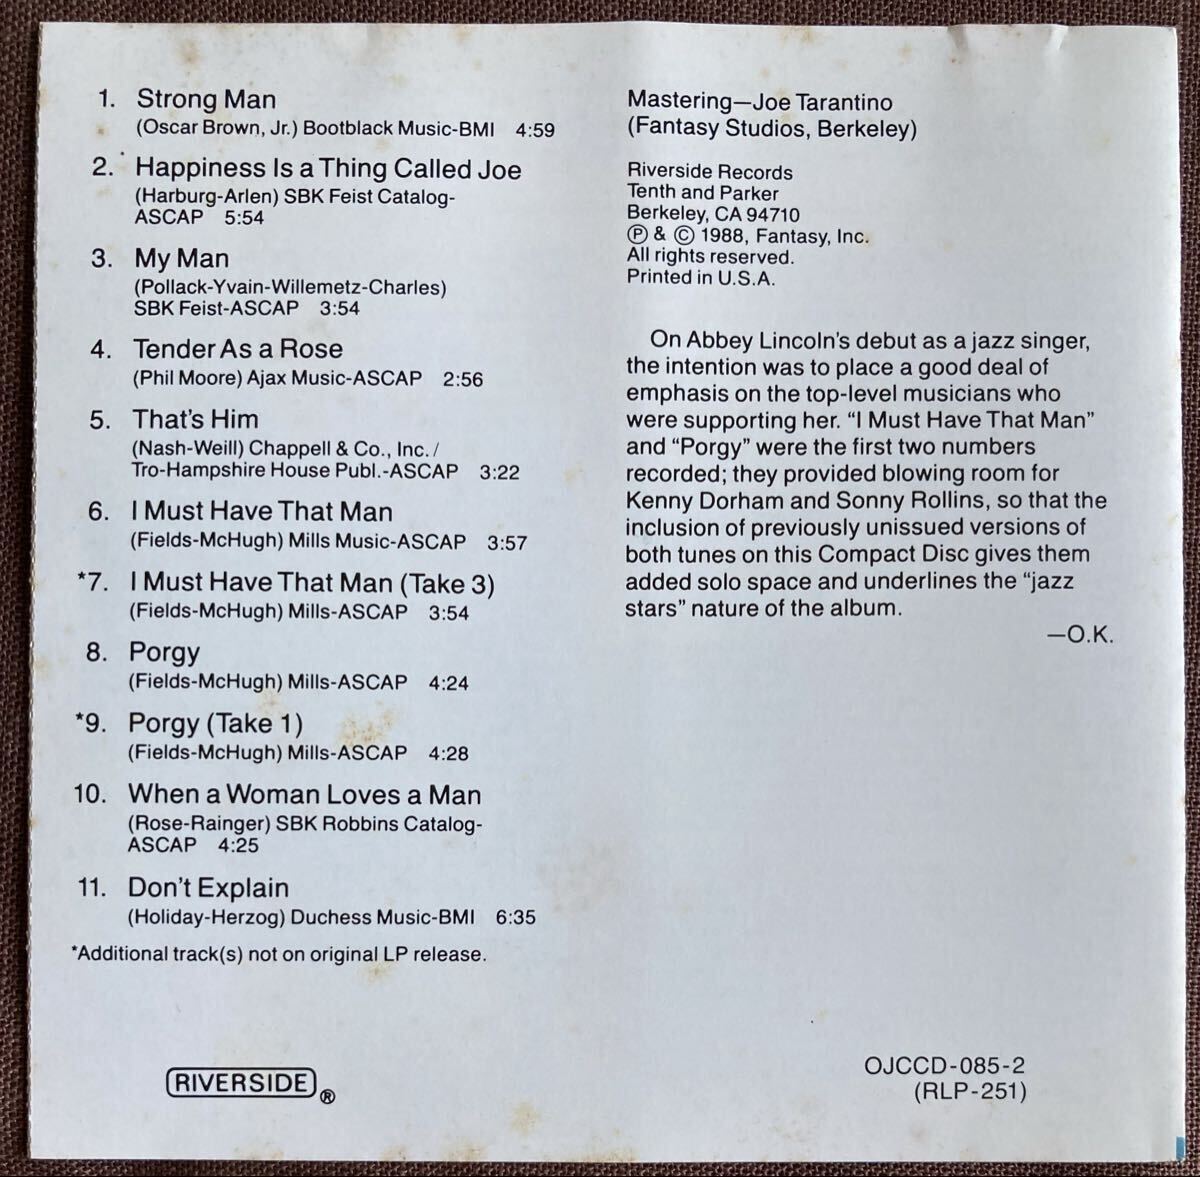 1. Strong Man
(Oscar Brown, Jr.) Bootblack Music-BMI 4:59
2. Happiness Is a Thing Called Joe
(Harburg-Arlen) SBK Feist Catalog-
ASCAP 5:54
3. My Man
(Pollack-Yvain-Willemetz-Charles)
SBK Feist-ASCAP 3:54
4. Tender As a Rose
(Phil Moore) Ajax Music-ASCAP 2:56
5. That's Him
(Nash-Weill) Chappell & Co., Inc./
Tro-Hampshire House Publ.-ASCAP 3:22
6. I Must Have That Man
(Fields-McHugh) Mills Music-ASCAP 3:57
*7. I Must Have That Man (Take 3)
(Fields-McHugh) Mills-ASCAP 3:54
8. Porgy
(Fields-McHugh) Mills-ASCAP 4:24
*9. Porgy (Take 1)
(Fields-McHugh) Mills-ASCAP 4:28
10. When a Woman Loves a Man
(Rose-Rainger) SBK Robbins Catalog-
ASCAP 4:25
11. Don't Explain
(Holiday-Herzog) Duchess Music-BMI 6:35
*Additional track(s) not on original LP release.
RIVERSIDE®
Mastering—Joe Tarantino
(Fantasy Studios, Berkeley)
Riverside Records
Tenth and Parker
Berkeley, CA 94710
℗ & © 1988, Fantasy, Inc.
All rights reserved.
Printed in U.S.A.
On Abbey Lincoln's debut as a jazz singer,
the intention was to place a good deal of
emphasis on the top-level musicians who
were supporting her. “I Must Have That Man”
and “Porgy” were the first two numbers
recorded; they provided blowing room for
Kenny Dorham and Sonny Rollins, so that the
inclusion of previously unissued versions of
both tunes on this Compact Disc gives them
added solo space and underlines the “jazz
stars” nature of the album.
—O.K.
OJCCD-085-2
(RLP-251)